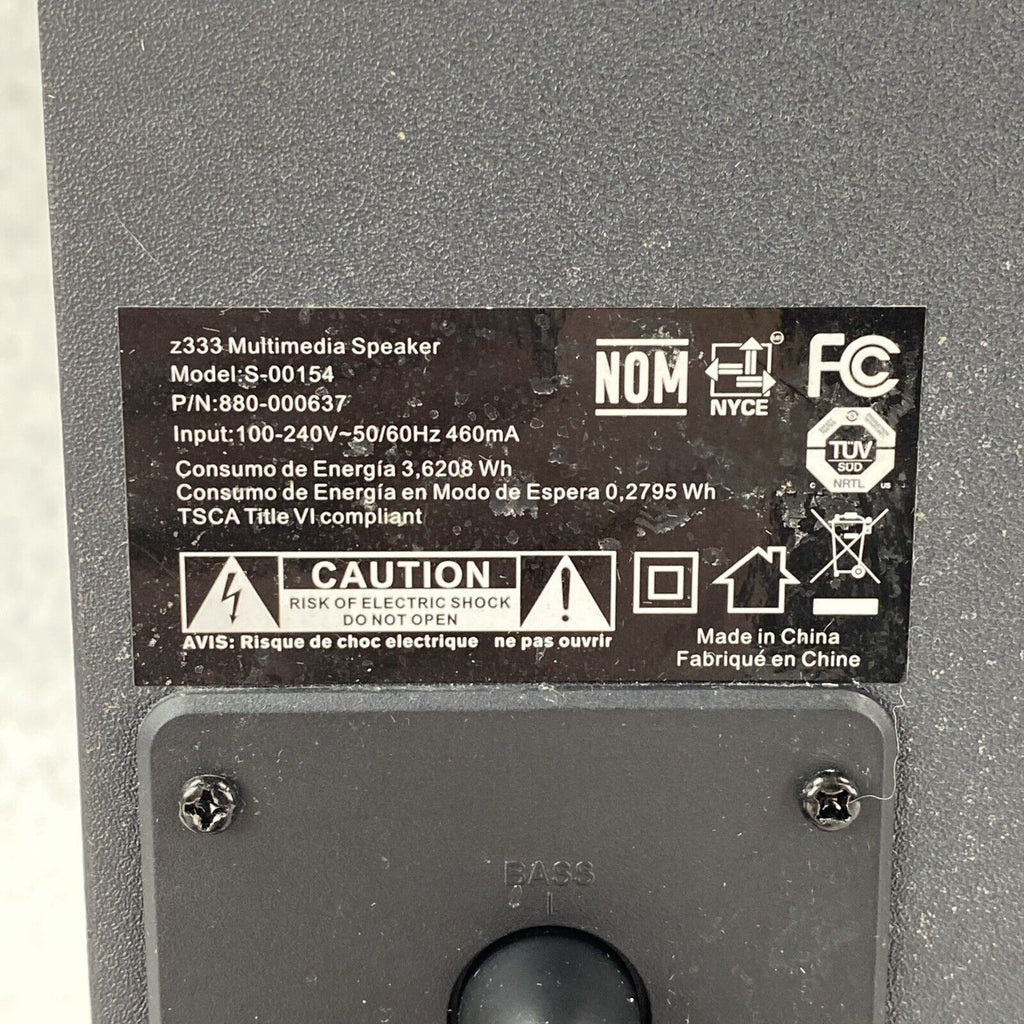 z333 Multimedia Speaker
Model:S-00154
P/N:880-000637
Input:100-240V~50/60Hz 460mA
Consumo de Energía 3,6208 Wh
Consumo de Energía en Modo de Espera 0,2795 Wh
TSCA Title VI compliant
NOM
NYCE
FC
TÜV
SÜD
NRTL
C US
CAUTION
RISK OF ELECTRIC SHOCK
DO NOT OPEN
AVIS: Risque de choc electrique ne pas ouvrir
Made in China
Fabriqué en Chine
BASS